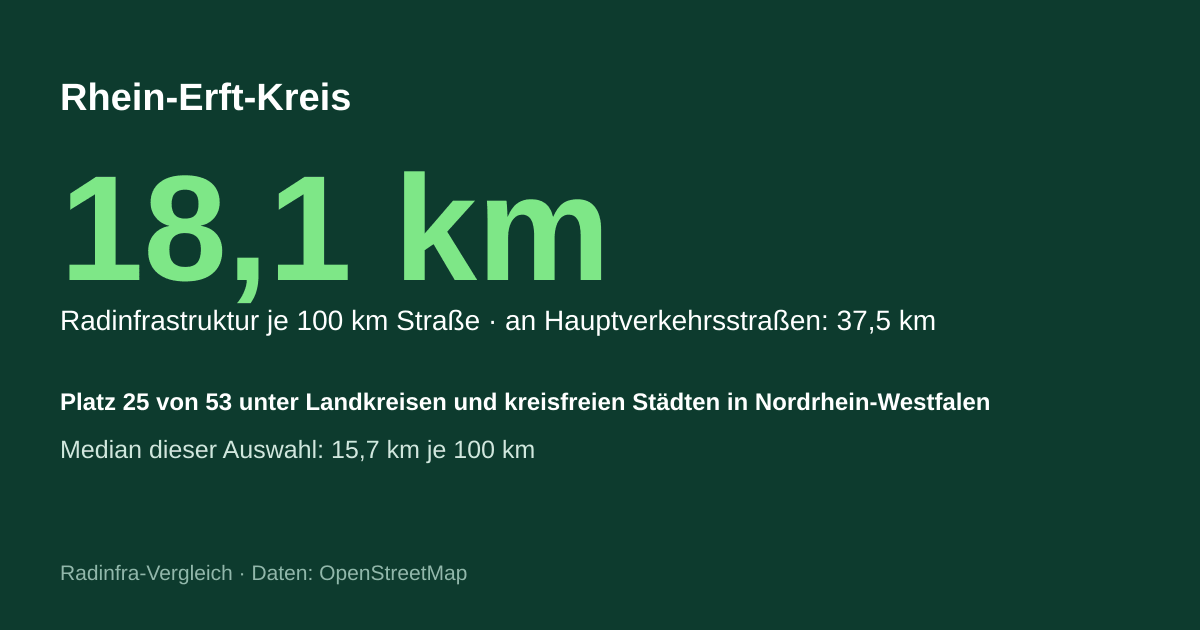 Rhein-Erft-Kreis
18,1 km
Radinfrastruktur je 100 km Straße · an Hauptverkehrsstraßen: 37,5 km
Platz 25 von 53 unter Landkreisen und kreisfreien Städten in Nordrhein-Westfalen
Median dieser Auswahl: 15,7 km je 100 km
Radinfra-Vergleich · Daten: OpenStreetMap